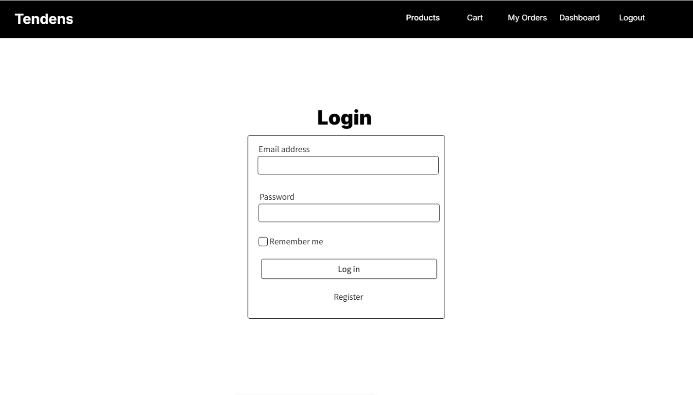 Tendens Products Cart My Orders Dashboard Logout
Login
Email address
Password
Remember me
Log in
Register